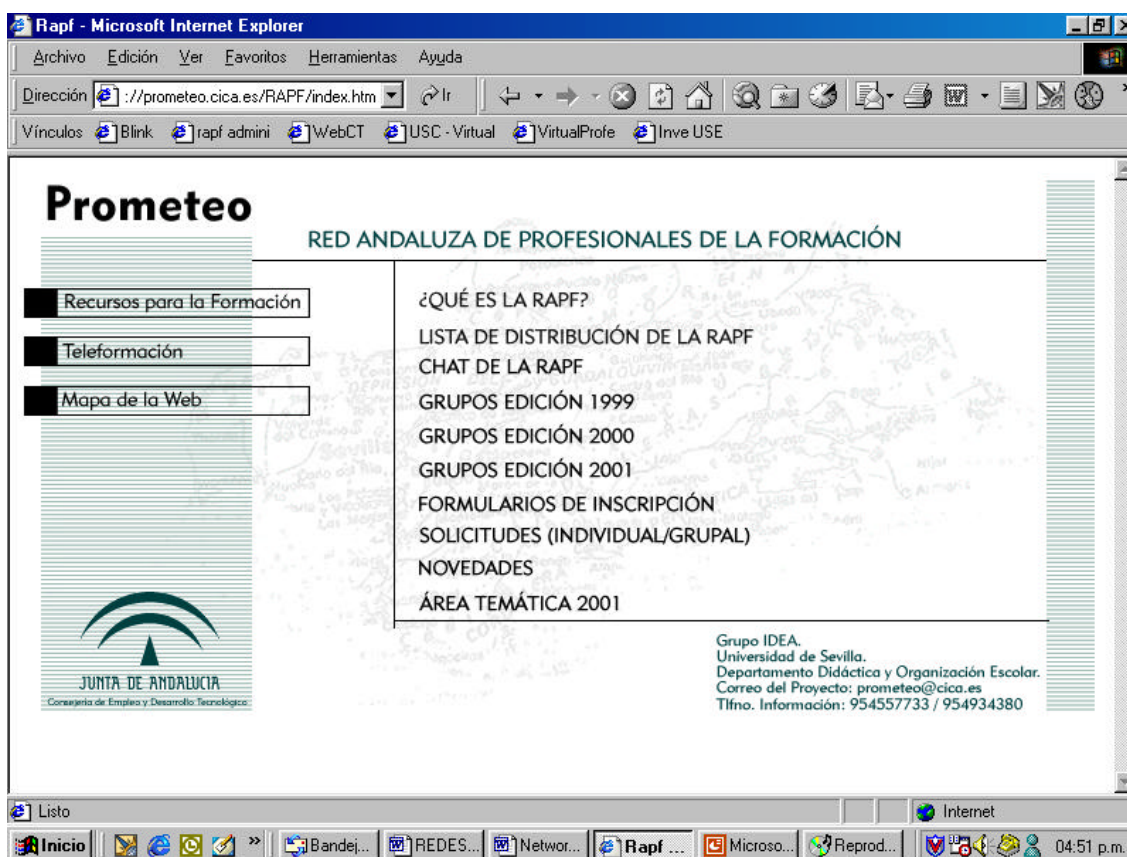 Rapf - Microsoft Internet Explorer
Archivo Edición Ver Favoritos Herramientas Ayuda
Dirección ://prometeo.cica.es/RAPF/index.htm Ir
Vínculos Blink rapf admini WebCT USC - Virtual VirtualProfe Inve USE
Prometeo
RED ANDALUZA DE PROFESIONALES DE LA FORMACIÓN
Recursos para la Formación
Teleformación
Mapa de la Web
¿QUÉ ES LA RAPF?
LISTA DE DISTRIBUCIÓN DE LA RAPF
CHAT DE LA RAPF
GRUPOS EDICIÓN 1999
GRUPOS EDICIÓN 2000
GRUPOS EDICIÓN 2001
FORMULARIOS DE INSCRIPCIÓN
SOLICITUDES (INDIVIDUAL/GRUPAL)
NOVEDADES
ÁREA TEMÁTICA 2001
JUNTA DE ANDALUCIA
Consejería de Empleo y Desarrollo Tecnológico
Grupo IDEA.
Universidad de Sevilla.
Departamento Didáctica y Organización Escolar.
Correo del Proyecto: prometeo@cica.es
Tlfno. Información: 954557733 / 954934380
Listo Internet
Inicio » Bandej... REDES... Networ... Rapf ... Microso... Reprod... 04:51 p.m.